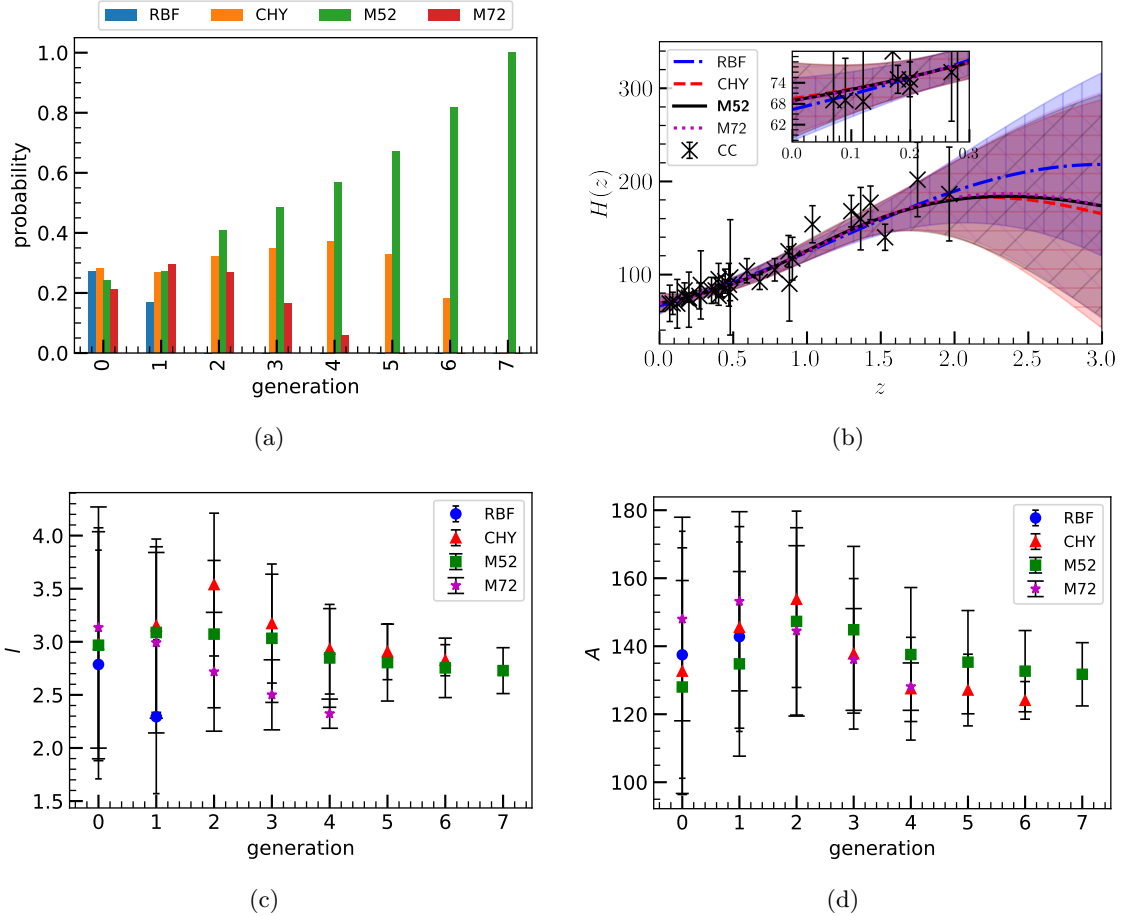 RBF CHY M52 M72
1.0
0.8
0.6
0.4
0.2
0.0
probability
0 1 2 3 4 5 6 7
generation
(a)
RBF
CHY
M52
M72
CC
74
68
62
0.0 0.1 0.2 0.3
300
200
100
H(z)
0.0 0.5 1.0 1.5 2.0 2.5 3.0
z
(b)
RBF
CHY
M52
M72
4.0
3.5
3.0
2.5
2.0
1.5
l
0 1 2 3 4 5 6 7
generation
(c)
RBF
CHY
M52
M72
180
160
140
120
100
A
0 1 2 3 4 5 6 7
generation
(d)